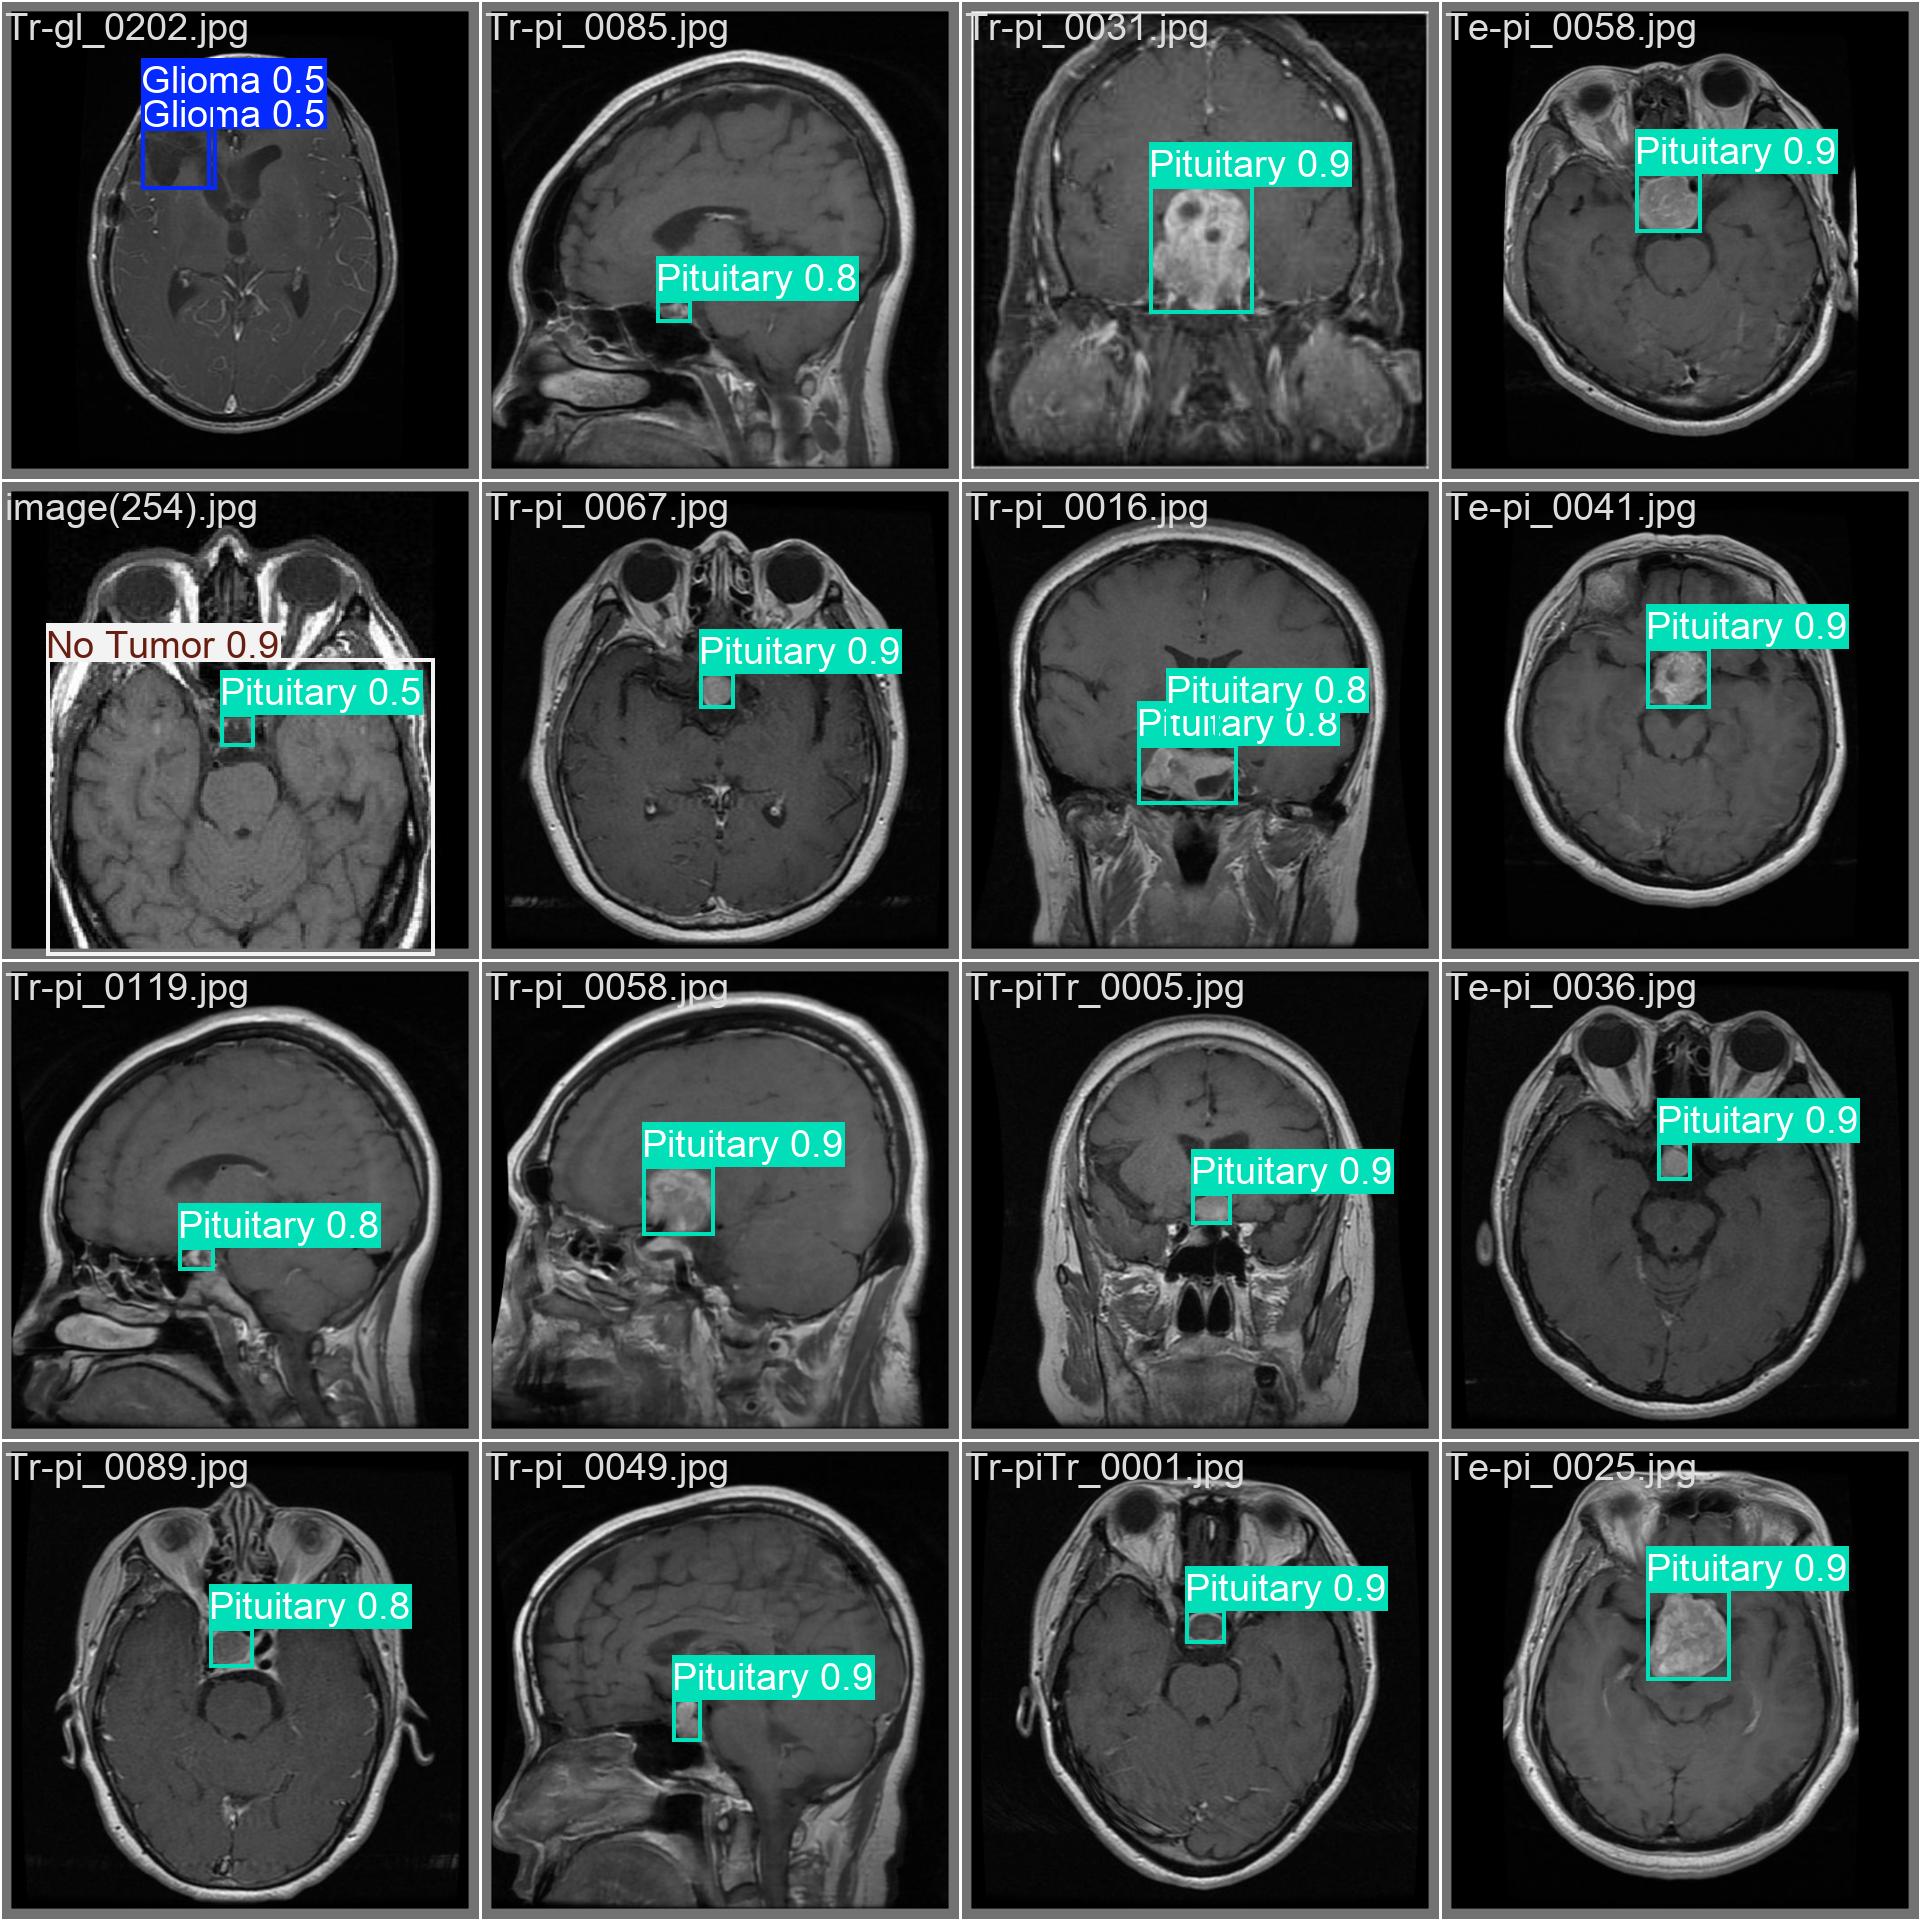 Tr-gl_0202.jpg
Glioma 0.5
Glioma 0.5
Tr-pi_0085.jpg
Pituitary 0.8
Tr-pi_0031.jpg
Pituitary 0.9
Te-pi_0058.jpg
Pituitary 0.9
image(254).jpg
No Tumor 0.9
Pituitary 0.5
Tr-pi_0067.jpg
Pituitary 0.9
Tr-pi_0016.jpg
Pituitary 0.8
Pituitary 0.8
Te-pi_0041.jpg
Pituitary 0.9
Tr-pi_0119.jpg
Pituitary 0.8
Tr-pi_0058.jpg
Pituitary 0.9
Tr-piTr_0005.jpg
Pituitary 0.9
Te-pi_0036.jpg
Pituitary 0.9
Tr-pi_0089.jpg
Pituitary 0.8
Tr-pi_0049.jpg
Pituitary 0.9
Tr-piTr_0001.jpg
Pituitary 0.9
Te-pi_0025.jpg
Pituitary 0.9